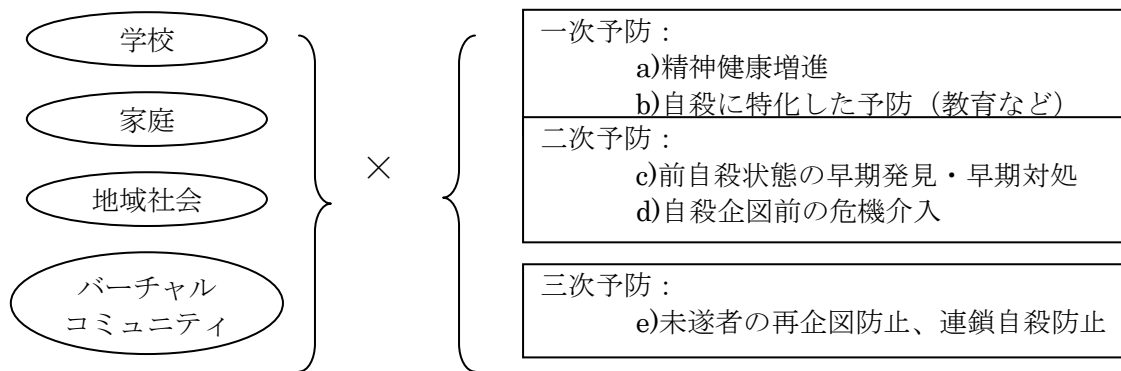 学校
家庭
地域社会
バーチャル
コミュニティ
×
一次予防:
a)精神健康増進
b)自殺に特化した予防（教育など）
二次予防:
c)前自殺状態の早期発見・早期対処
d)自殺企図前の危機介入
三次予防:
e)未遂者の再企図防止、連鎖自殺防止